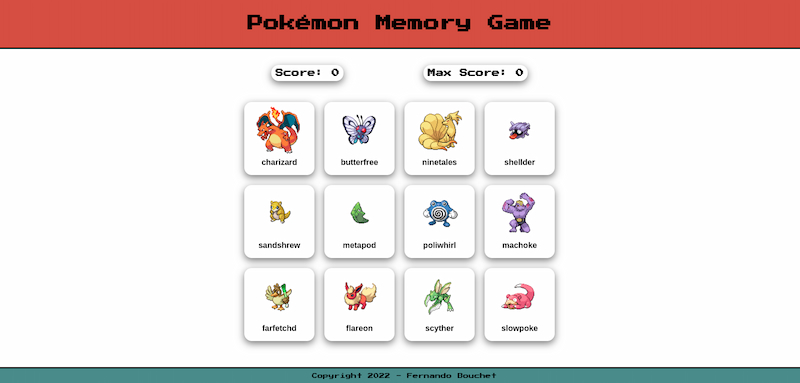 Pokémon Memory Game
Score: 0 Max Score: 0
charizard butterfree ninetales shellder
sandshrew metapod poliwhirl machoke
farfetchd flareon scyther slowpoke
Copyright 2022 - Fernando Bouchet